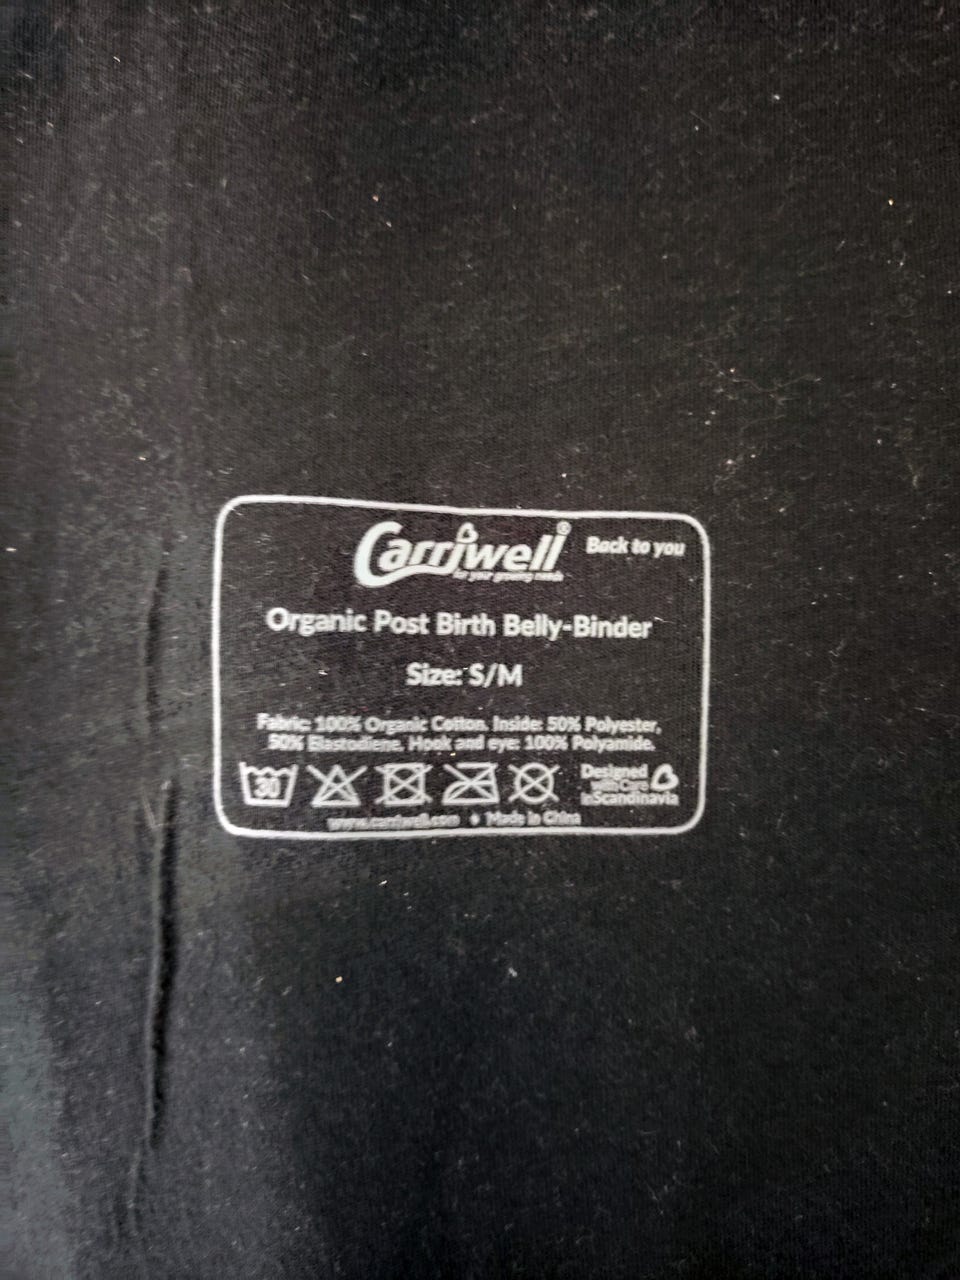 Carriwell®
for your growing needs
Back to you
Organic Post Birth Belly-Binder
Size: S/M
Fabric: 100% Organic Cotton. Inside: 50% Polyester,
50% Elastodiene. Hook and eye: 100% Polyamide.
30
Designed
with Care
inScandinavia
www.carriwell.com • Made in China